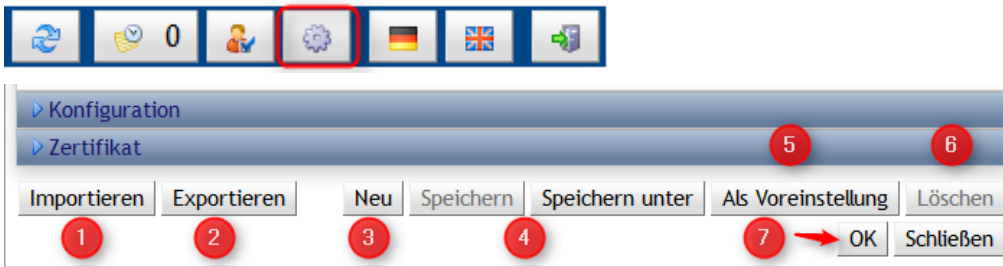 0
Konfiguration
Zertifikat
5 6
Importieren Exportieren Neu Speichern Speichern unter Als Voreinstellung Löschen
1 2 3 4 7 OK Schließen